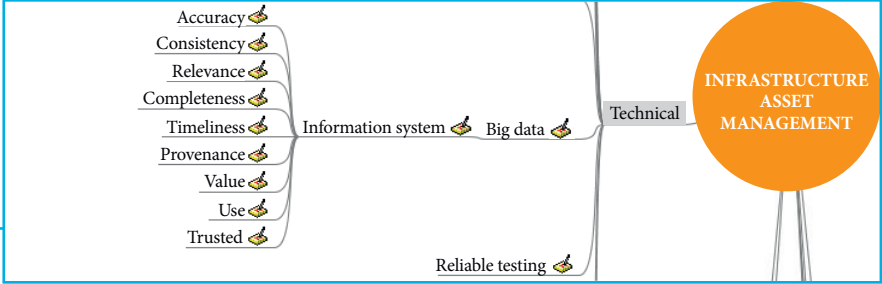 Accuracy
Consistency
Relevance
Completeness
Timeliness
Provenance
Value
Use
Trusted
Information system
Big data
Reliable testing
Technical
INFRASTRUCTURE
ASSET
MANAGEMENT